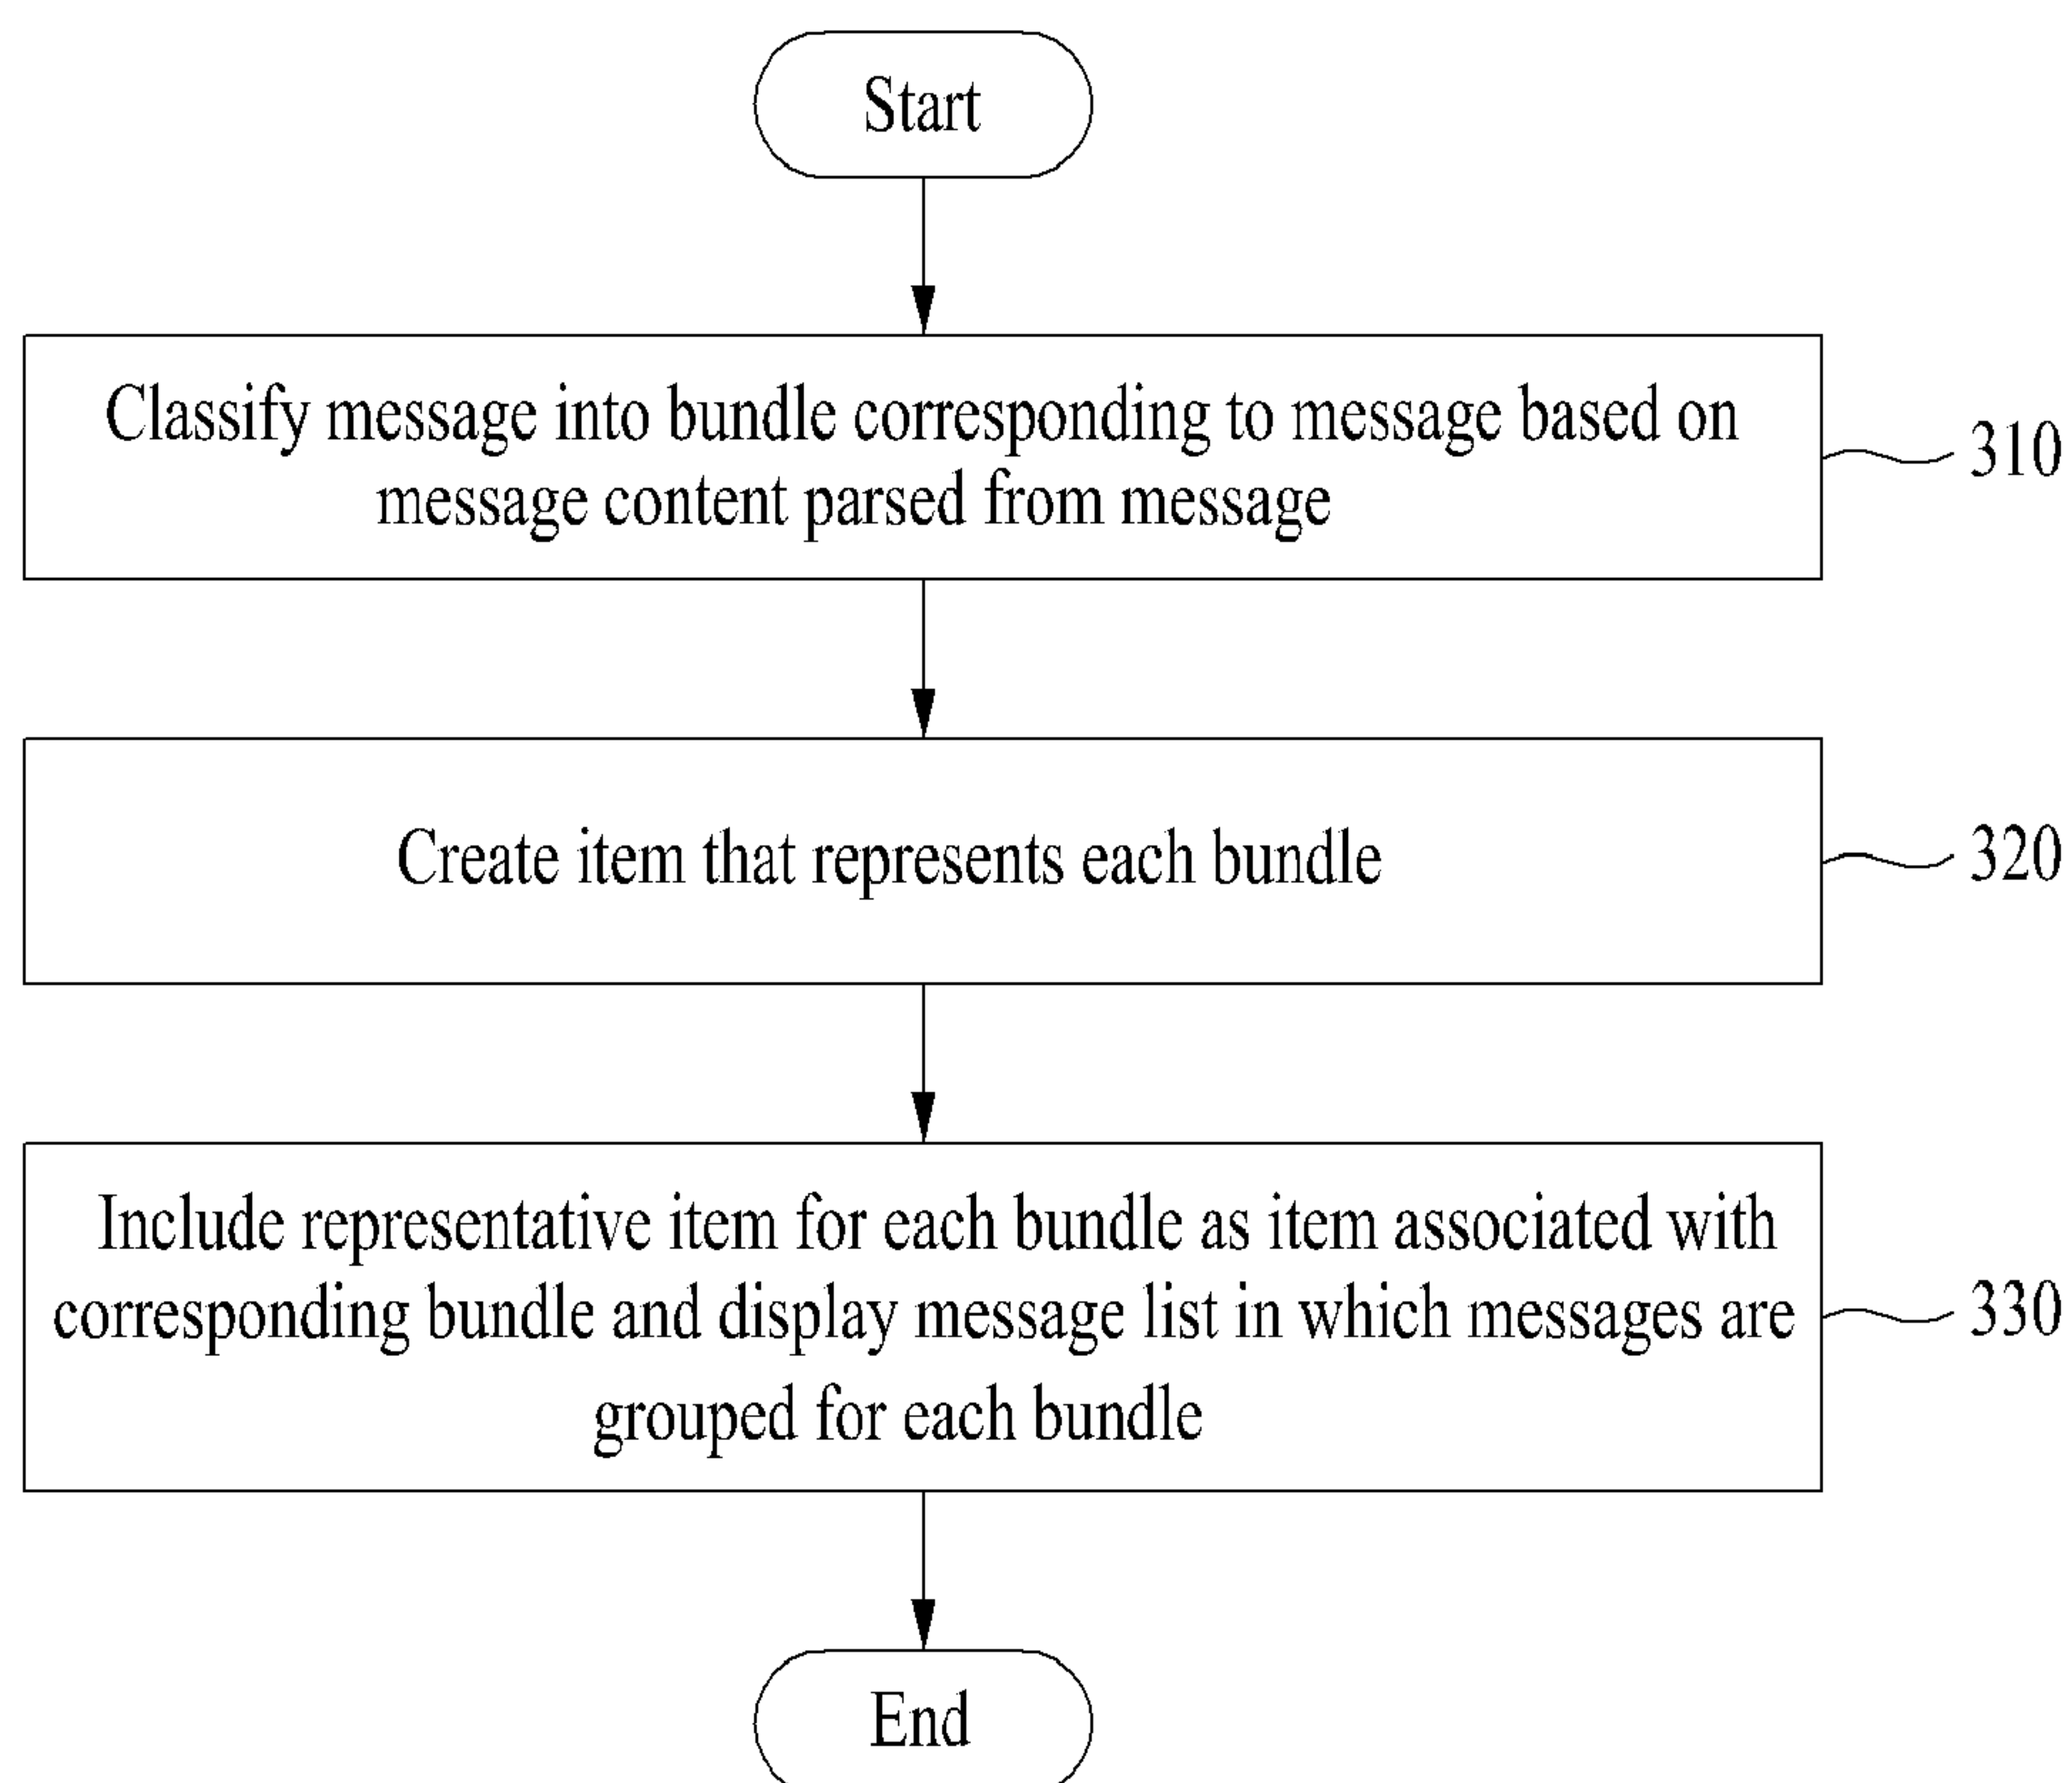 Start
Classify message into bundle corresponding to message based on
message content parsed from message
310
Create item that represents each bundle
320
Include representative item for each bundle as item associated with
corresponding bundle and display message list in which messages are
grouped for each bundle
330
End